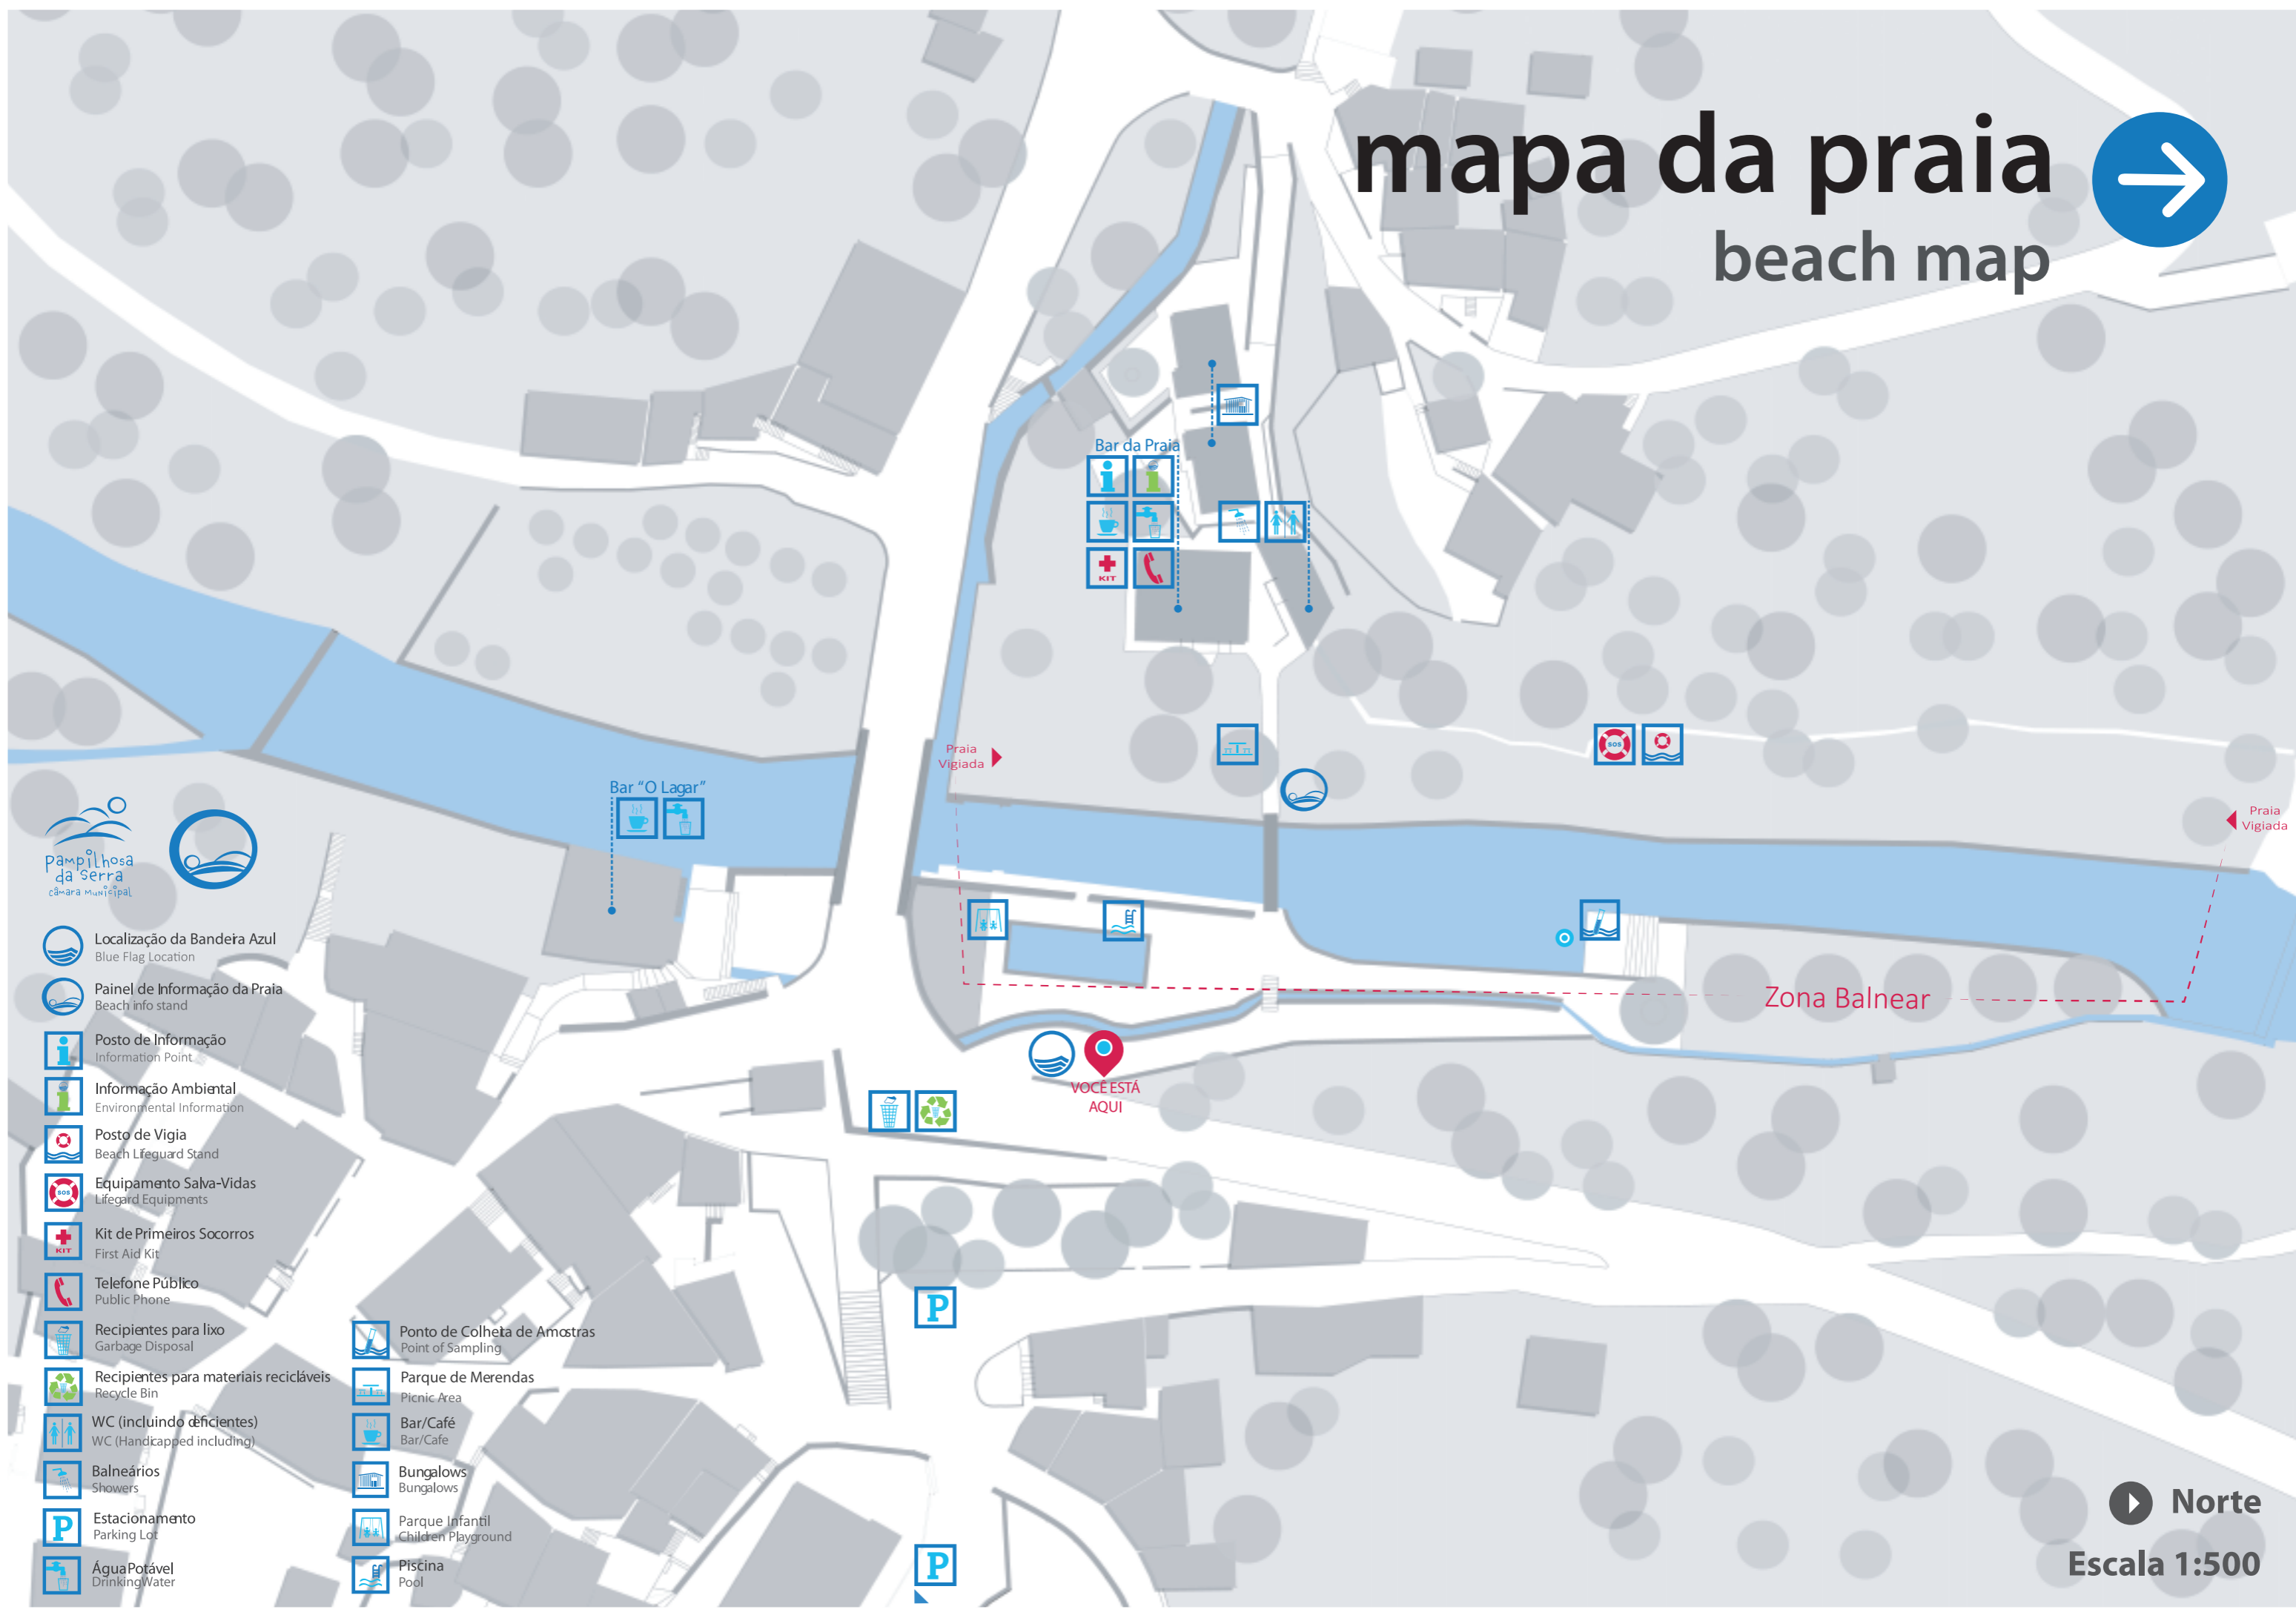 mapa da praia
beach map
Bar da Praia
KIT
Praia
Vigiada
SOS
Praia
Vigiada
Bar “O Lagar”
Zona Balnear
VOCÊ ESTÁ
AQUI
P
P
pampilhosa
da serra
câmara municipal
Localização da Bandeira Azul
Blue Flag Location
Painel de Informação da Praia
Beach info stand
Posto de Informação
Information Point
Informação Ambiental
Environmental Information
Posto de Vigia
Beach Lifeguard Stand
SOS
Equipamento Salva-Vidas
Lifegard Equipments
KIT
Kit de Primeiros Socorros
First Aid Kit
Telefone Público
Public Phone
Recipientes para lixo
Garbage Disposal
Recipientes para materiais recicláveis
Recycle Bin
WC (incluindo deficientes)
WC (Handicapped including)
Balneários
Showers
P
Estacionamento
Parking Lot
Água Potável
Drinking Water
Ponto de Colheita de Amostras
Point of Sampling
Parque de Merendas
Picnic Area
Bar/Café
Bar/Cafe
Bungalows
Bungalows
Parque Infantil
Children Playground
Piscina
Pool
Norte
Escala 1:500